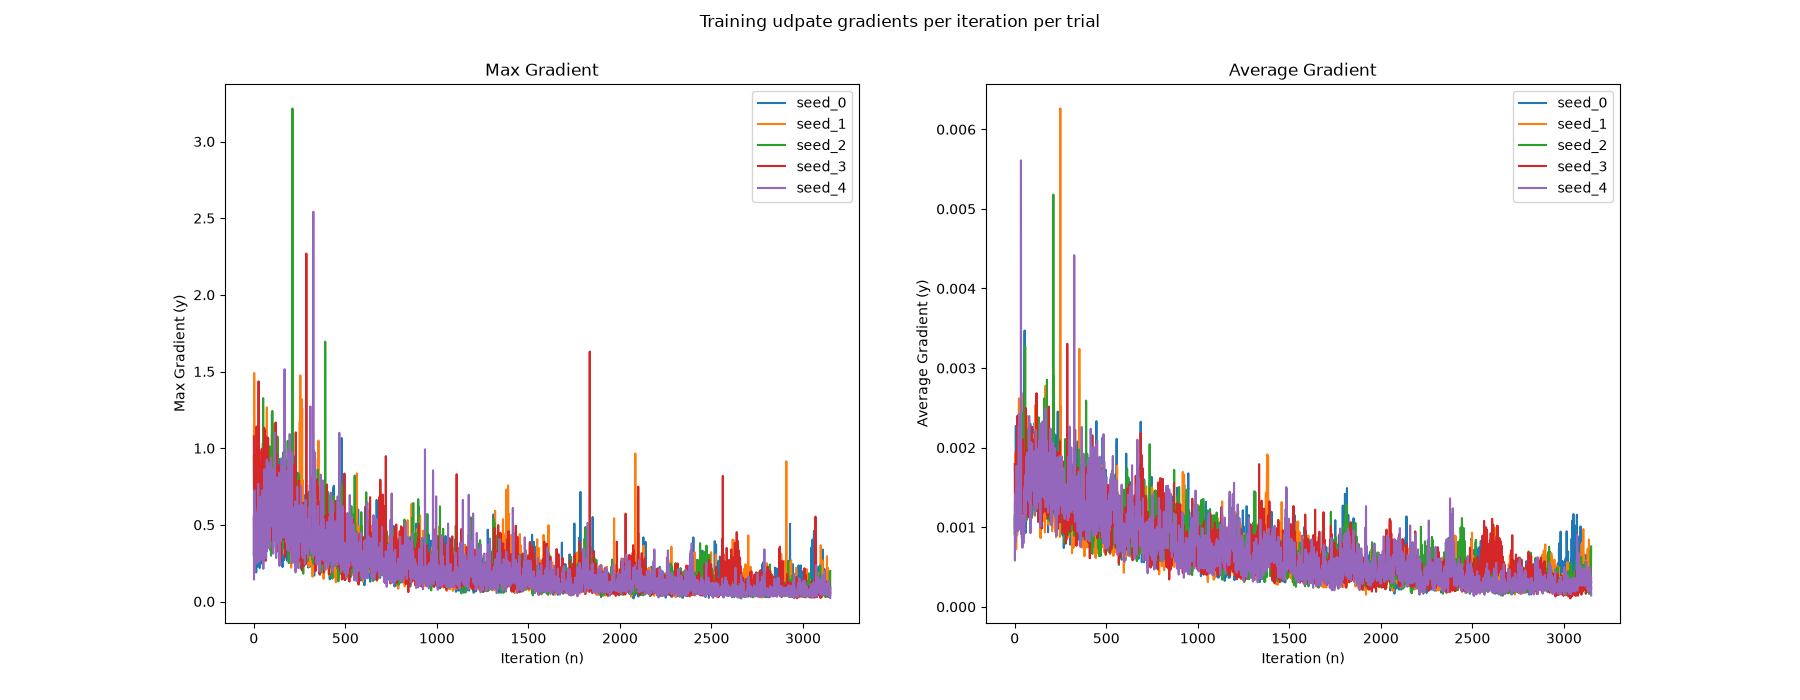 Training udpate gradients per iteration per trial
Max Gradient
Max Gradient (y)
3.0
2.5
2.0
1.5
1.0
0.5
0.0
0 500 1000 1500 2000 2500 3000
Iteration (n)
seed_0
seed_1
seed_2
seed_3
seed_4
Average Gradient
Average Gradient (y)
0.006
0.005
0.004
0.003
0.002
0.001
0.000
0 500 1000 1500 2000 2500 3000
Iteration (n)
seed_0
seed_1
seed_2
seed_3
seed_4